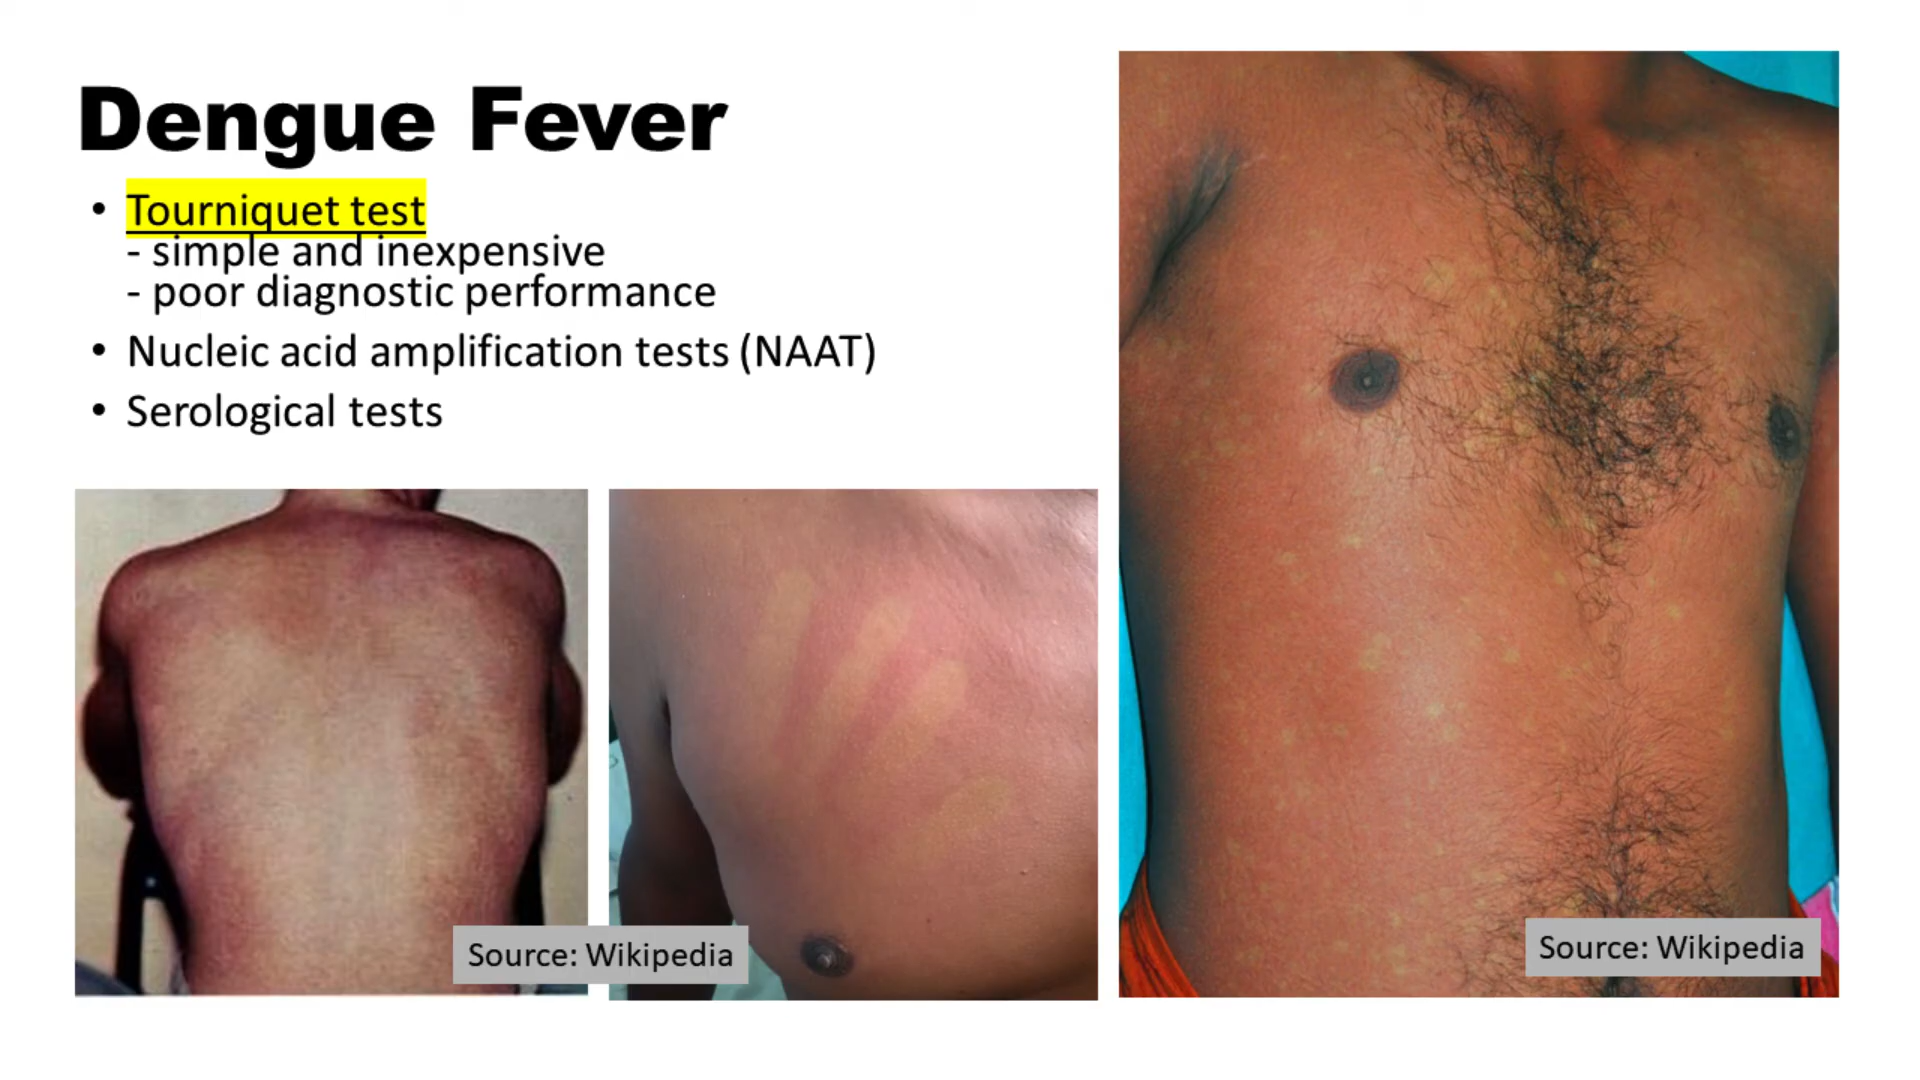 Dengue Fever
• Tourniquet test
- simple and inexpensive
- poor diagnostic performance
• Nucleic acid amplification tests (NAAT)
• Serological tests
Source: Wikipedia
Source: Wikipedia